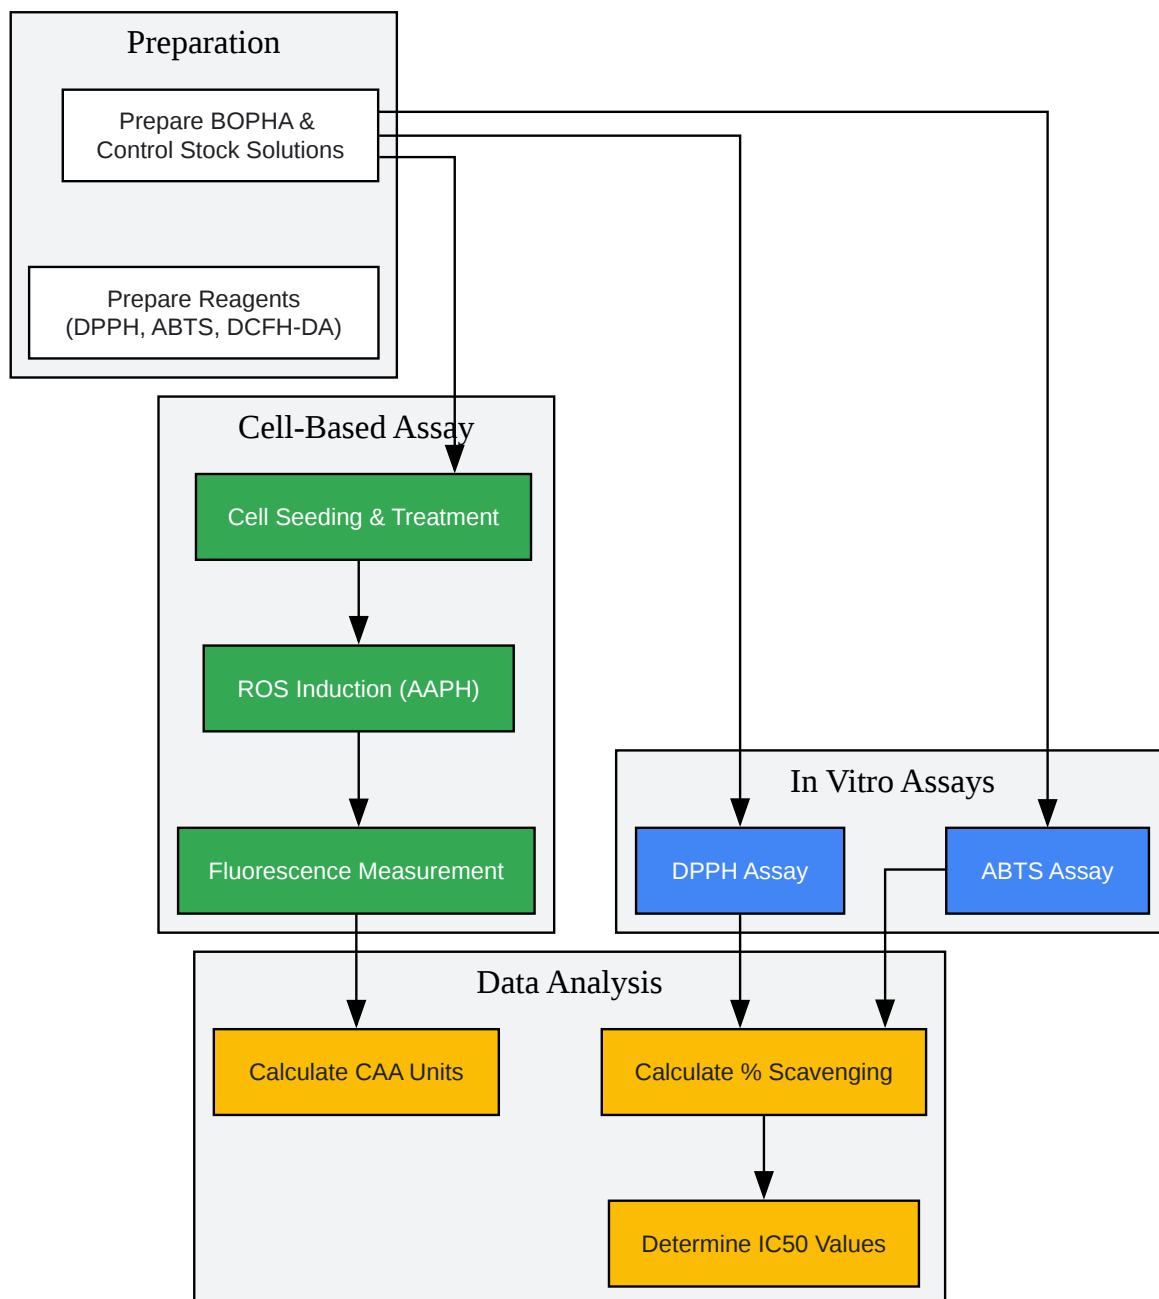 Preparation
Prepare BOPHA &
Control Stock Solutions
Prepare Reagents
(DPPH, ABTS, DCFH-DA)
Cell-Based Assay
Cell Seeding & Treatment
ROS Induction (AAPH)
Fluorescence Measurement
In Vitro Assays
DPPH Assay
ABTS Assay
Data Analysis
Calculate CAA Units
Calculate % Scavenging
Determine IC50 Values